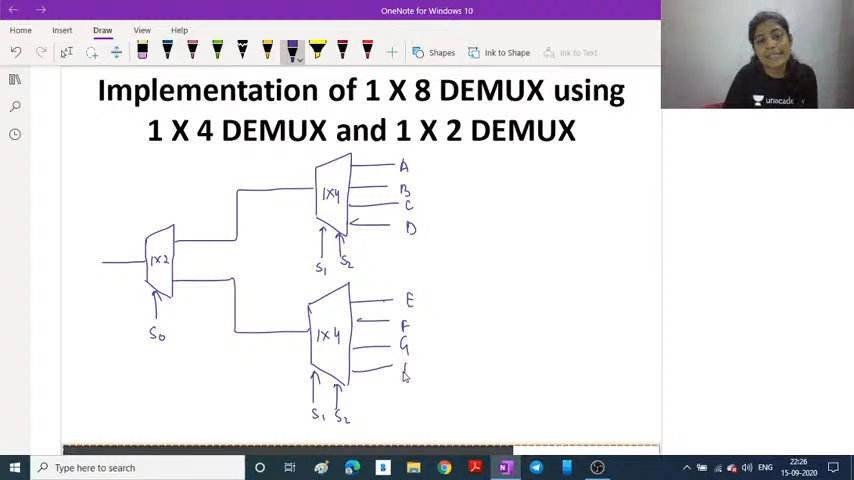 OneNote for Windows 10
Home Insert Draw View Help
Shapes Ink to Shape Ink to Text
unacademy
Implementation of 1 X 8 DEMUX using
1 X 4 DEMUX and 1 X 2 DEMUX
1X4
A
B
C
D
S1 S2
1X2
S0
1X4
E
F
G
S1 S2
Type here to search
ENG
22:26
15-09-2020